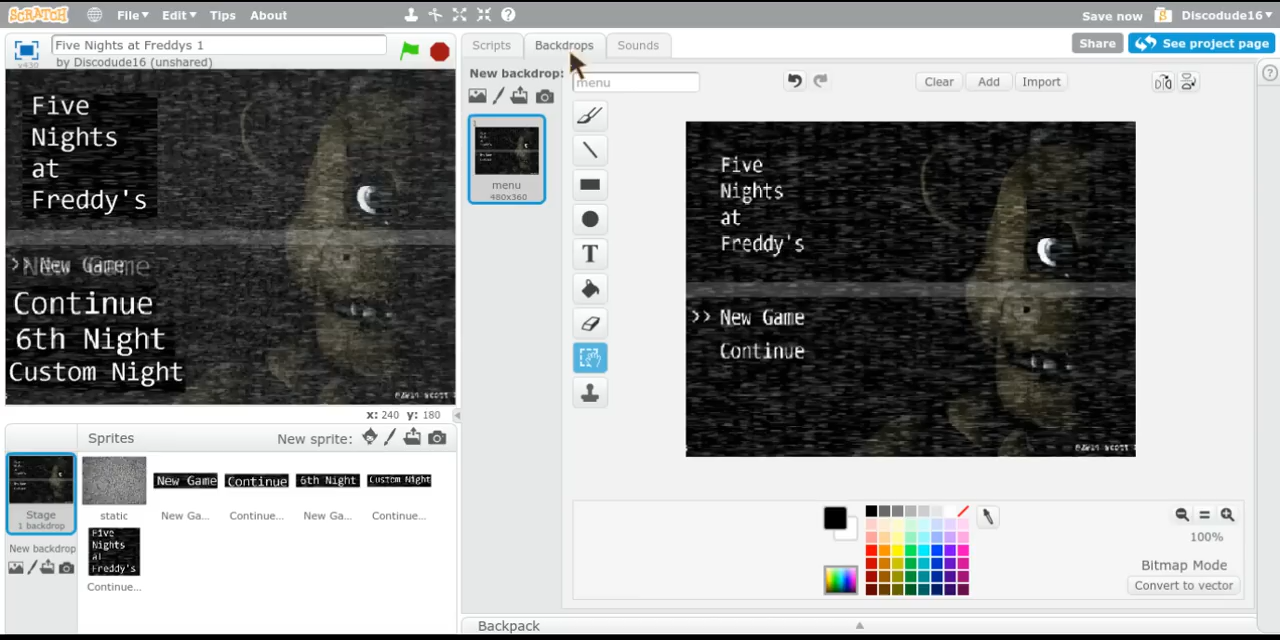 SCRATCH
File▼ Edit▼ Tips About
Save now Discodude16▼
Five Nights at Freddys 1
by Discodude16 (unshared)
v430
Scripts Backdrops Sounds
Share See project page
New backdrop:
menu
Clear Add Import
1
menu
480x360
Five
Nights
at
Freddy's
>> New Game
New Game
Continue
6th Night
Custom Night
Five
Nights
at
Freddy's
>> New Game
Continue
x: 240 y: 180
Sprites New sprite:
Stage
1 backdrop
New backdrop
New Game
Continue
6th Night
Custom Night
static
New Ga...
Continue...
New Ga...
Continue...
Five
Nights
at
Freddy's
Continue...
T
100%
Bitmap Mode
Convert to vector
Backpack